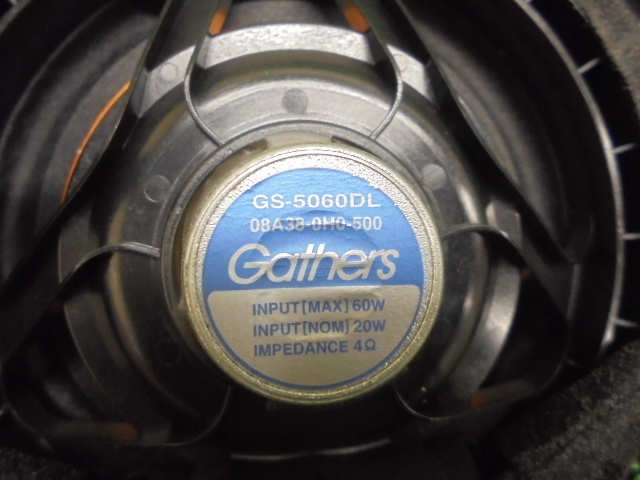 GS-5060DL
08A38-0H0-500
Gathers
INPUT[MAX] 60W
INPUT[NOM] 20W
IMPEDANCE 4Ω